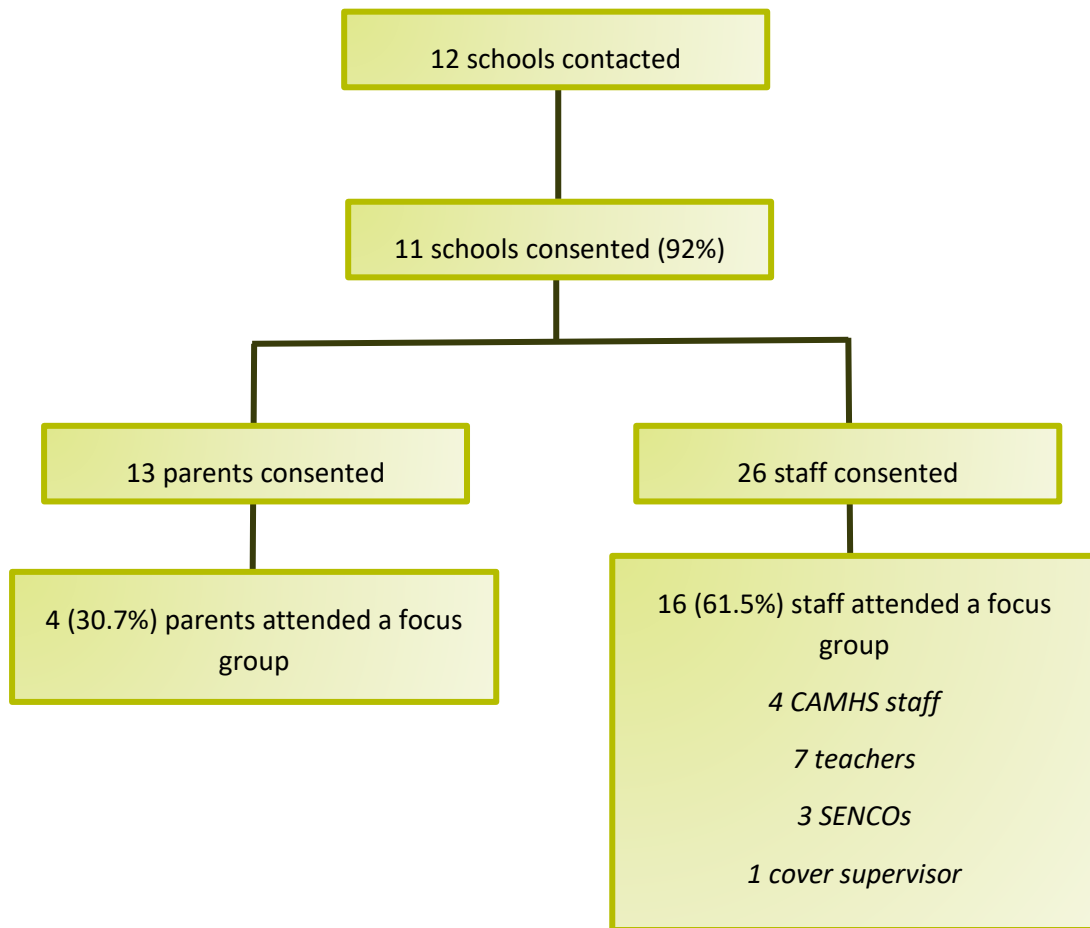 12 schools contacted
11 schools consented (92%)
13 parents consented
26 staff consented
4 (30.7%) parents attended a focus
group
16 (61.5%) staff attended a focus
group
4 CAMHS staff
7 teachers
3 SENCOs
1 cover supervisor